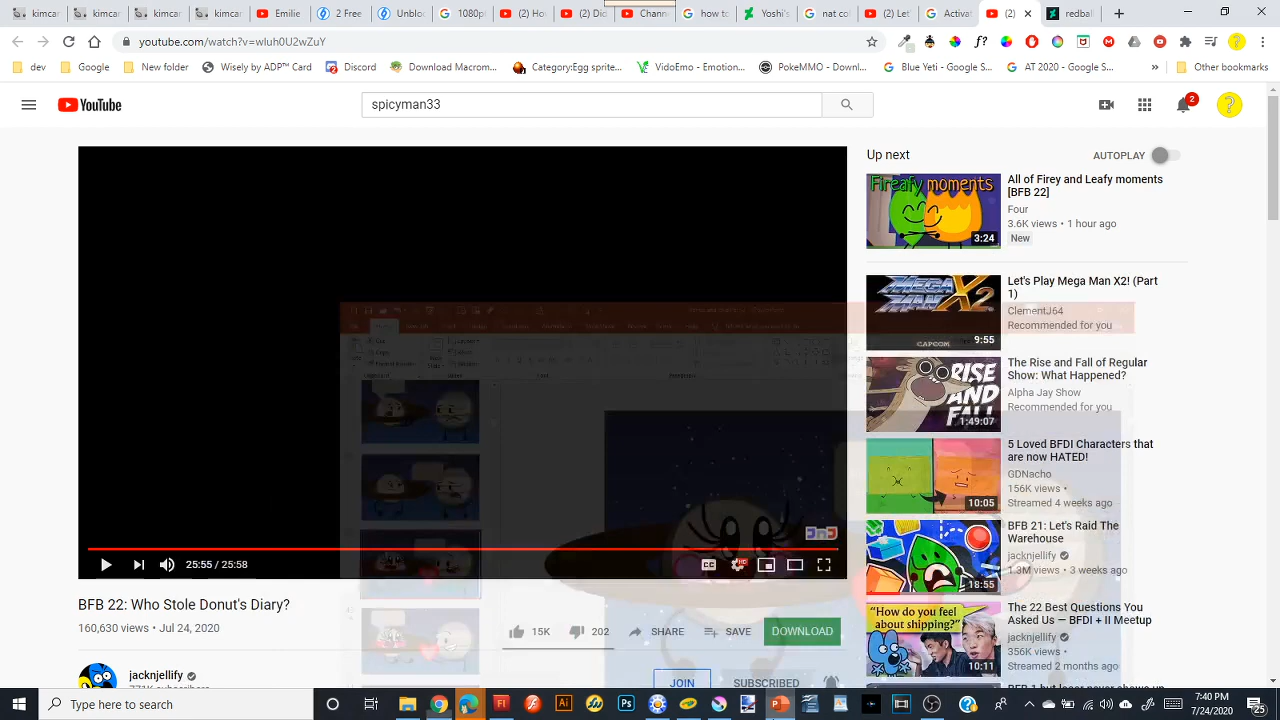 kimcar kimcar kimcar kimcar Emilie 2 Free Unblo 1080p (2) Ho (2) Dic Chann how t Yoshi's nat co (2) Let Activat (2) redbal
youtube.com/watch?v=wIuh0U2wZuY
dev Google New folder Wisely by ADP™ Card Discord Download Macrom... Category:Egg sprite... VidoEmo - Emotion... PokeMMO - Downl... Blue Yeti - Google S... AT 2020 - Google S... » Other bookmarks
YouTube
spicyman33
2
Up next
AUTOPLAY
Fireafy moments
3:24
All of Firey and Leafy moments
[BFB 22]
Four
3.6K views • 1 hour ago
New
MEGA MAN X2
CAPCOM
9:55
Let's Play Mega Man X2! (Part
1)
ClementJ64
Recommended for you
RISE
AND
FALL
1:49:07
The Rise and Fall of Regular
Show: What Happened?
Alpha Jay Show
Recommended for you
10:05
5 Loved BFDI Characters that
are now HATED!
GDNacho
156K views •
Streamed 4 weeks ago
18:55
BFB 21: Let's Raid The
Warehouse
jacknjellify
1.3M views • 3 weeks ago
"How do you feel
about shipping?"
10:11
The 22 Best Questions You
Asked Us — BFDI + II Meetup
jacknjellify
356K views •
Streamed 2 months ago
25:55 / 25:58
BFB 22: Who Stole Donut's Diary?
160,630 views • Jul 24, 2020
15K 202 SHARE SAVE DOWNLOAD
jacknjellify
JOIN SUBSCRIBED
Type here to search
7:40 PM
7/24/2020
25